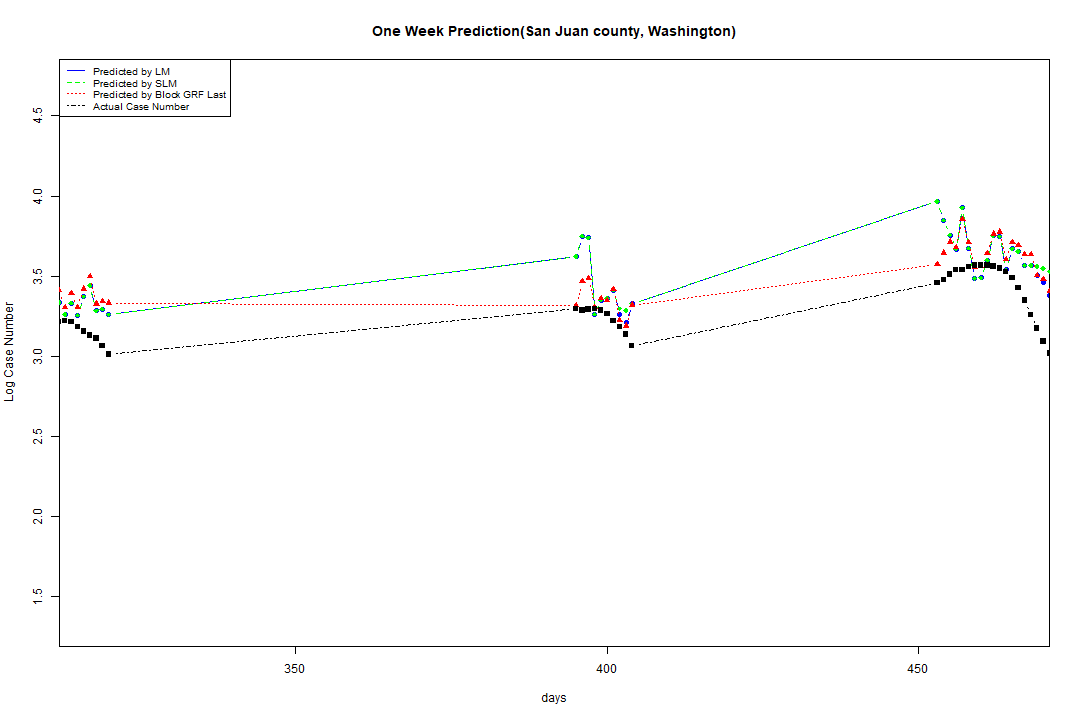 One Week Prediction(San Juan county, Washington)
Predicted by LM
Predicted by SLM
Predicted by Block GRF Last
Actual Case Number
4.5
4.0
3.5
3.0
2.5
2.0
1.5
Log Case Number
350
400
450
days